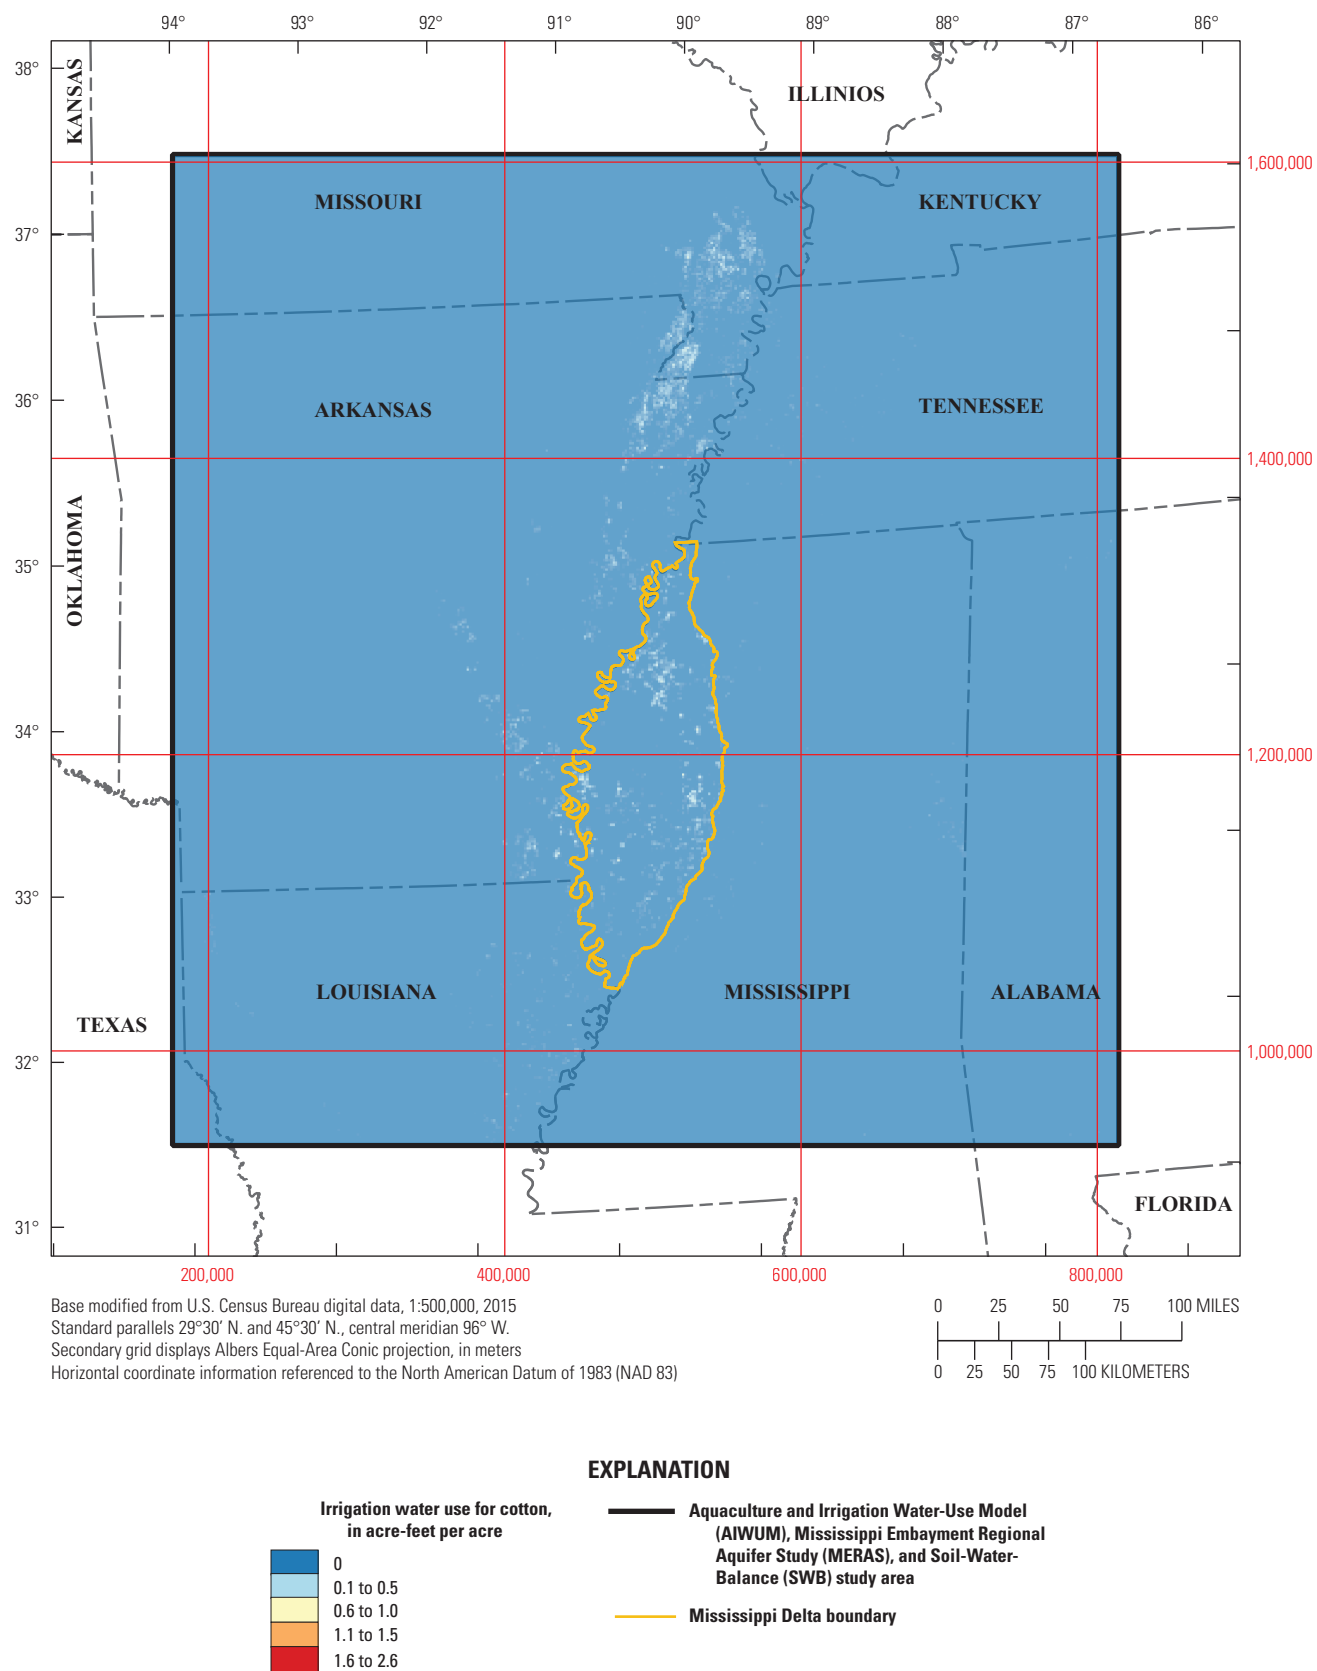 94°
93°
92°
91°
90°
89°
88°
87°
86°
38°
37°
36°
35°
34°
33°
32°
31°
KANSAS
ILLINIOS
MISSOURI
KENTUCKY
ARKANSAS
TENNESSEE
OKLAHOMA
LOUISIANA
MISSISSIPPI
ALABAMA
TEXAS
FLORIDA
1,600,000
1,400,000
1,200,000
1,000,000
200,000
400,000
600,000
800,000
Base modified from U.S. Census Bureau digital data, 1:500,000, 2015
Standard parallels 29°30′ N. and 45°30′ N., central meridian 96° W.
Secondary grid displays Albers Equal-Area Conic projection, in meters
Horizontal coordinate information referenced to the North American Datum of 1983 (NAD 83)
0 25 50 75 100 MILES
0 25 50 75 100 KILOMETERS
EXPLANATION
Irrigation water use for cotton,
in acre-feet per acre
0
0.1 to 0.5
0.6 to 1.0
1.1 to 1.5
1.6 to 2.6
Aquaculture and Irrigation Water-Use Model
(AIWUM), Mississippi Embayment Regional
Aquifer Study (MERAS), and Soil-Water-
Balance (SWB) study area
Mississippi Delta boundary